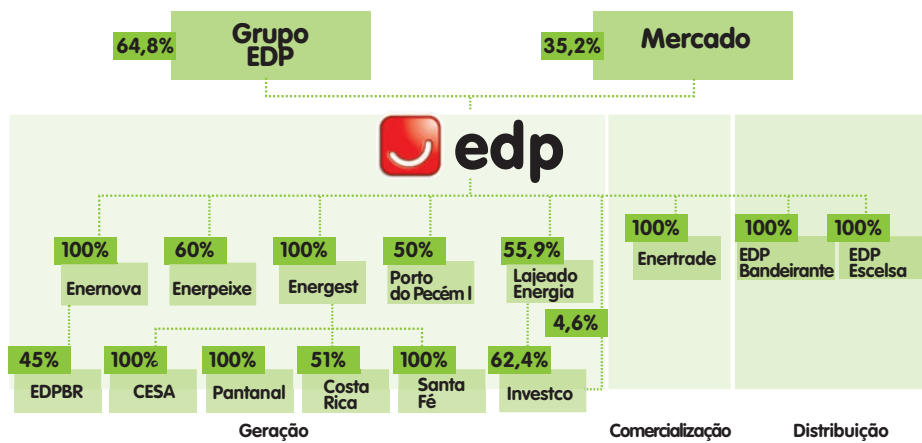 64,8%
Grupo
EDP
35,2%
Mercado
edp
100%
Enernova
60%
Enerpeixe
100%
Energest
50%
Porto
do Pecém I
55,9%
Lajeado
Energia
100%
Enertrade
100%
EDP
Bandeirante
100%
EDP
Escelsa
4,6%
45%
EDPBR
100%
CESA
100%
Pantanal
51%
Costa
Rica
100%
Santa
Fé
62,4%
Investco
Geração
Comercialização
Distribuição